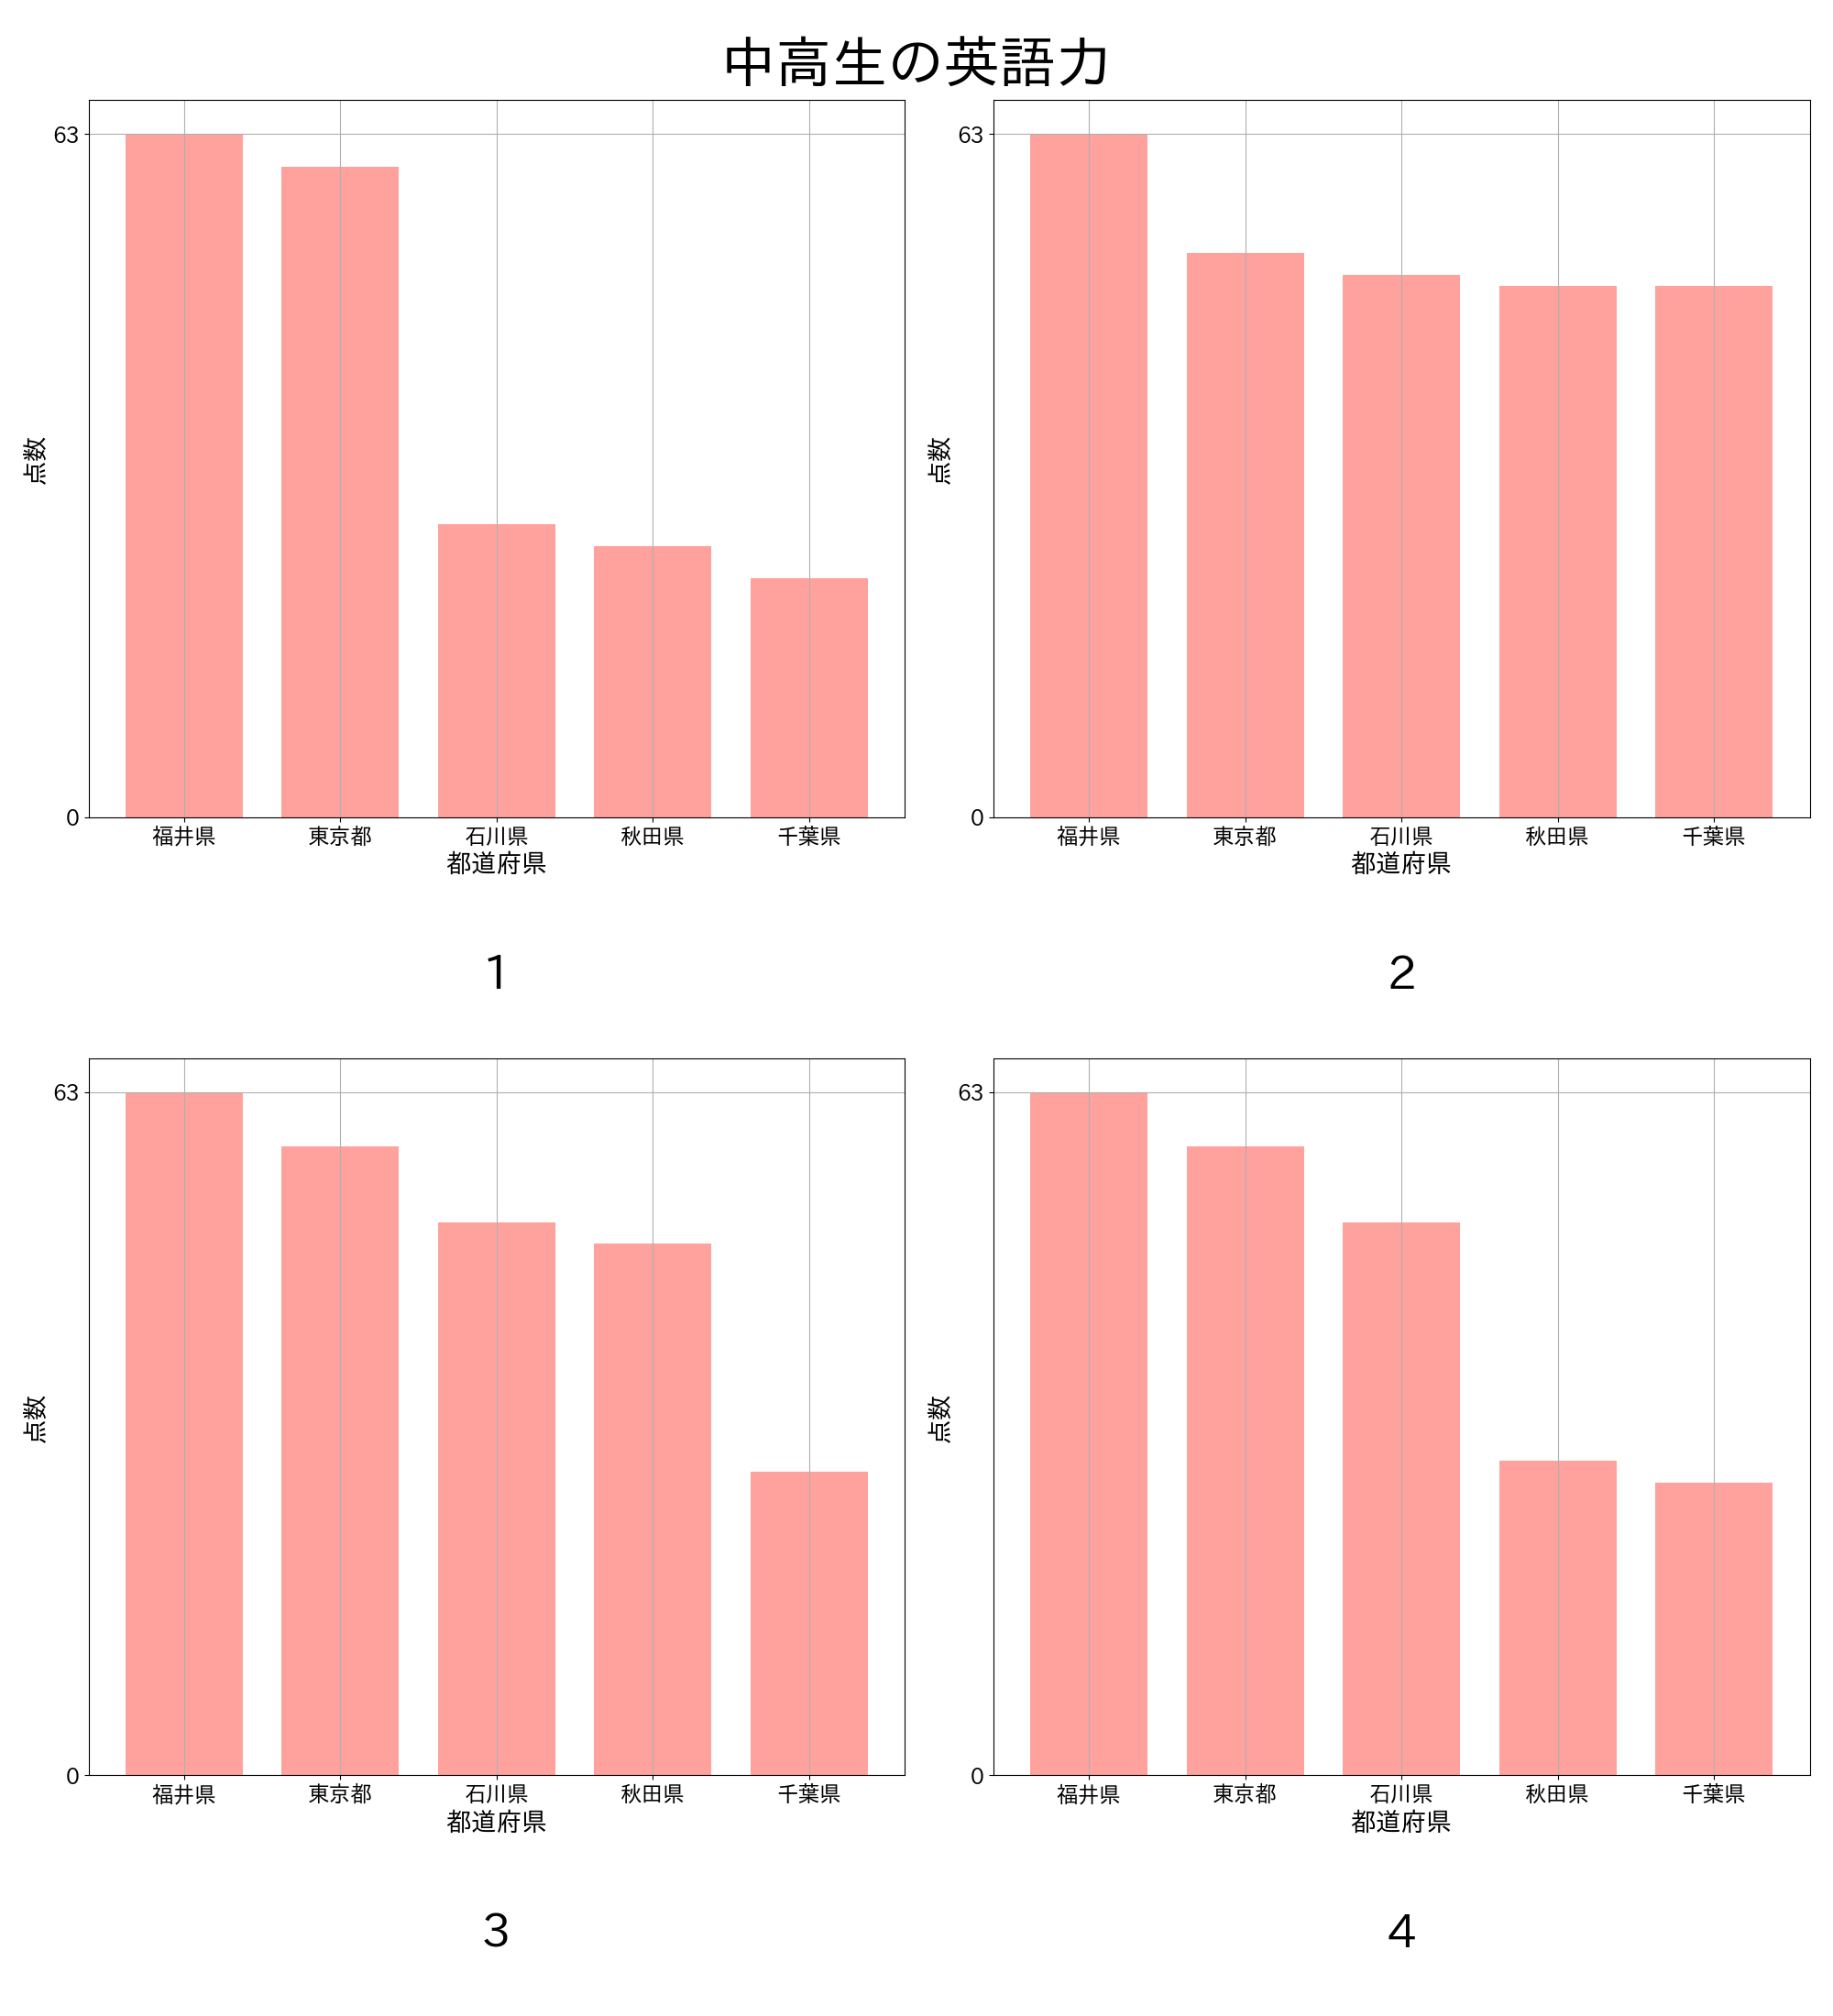 中高生の英語力
63
点数
0
福井県 東京都 石川県 秋田県 千葉県
都道府県
1
63
点数
0
福井県 東京都 石川県 秋田県 千葉県
都道府県
2
63
点数
0
福井県 東京都 石川県 秋田県 千葉県
都道府県
3
63
点数
0
福井県 東京都 石川県 秋田県 千葉県
都道府県
4